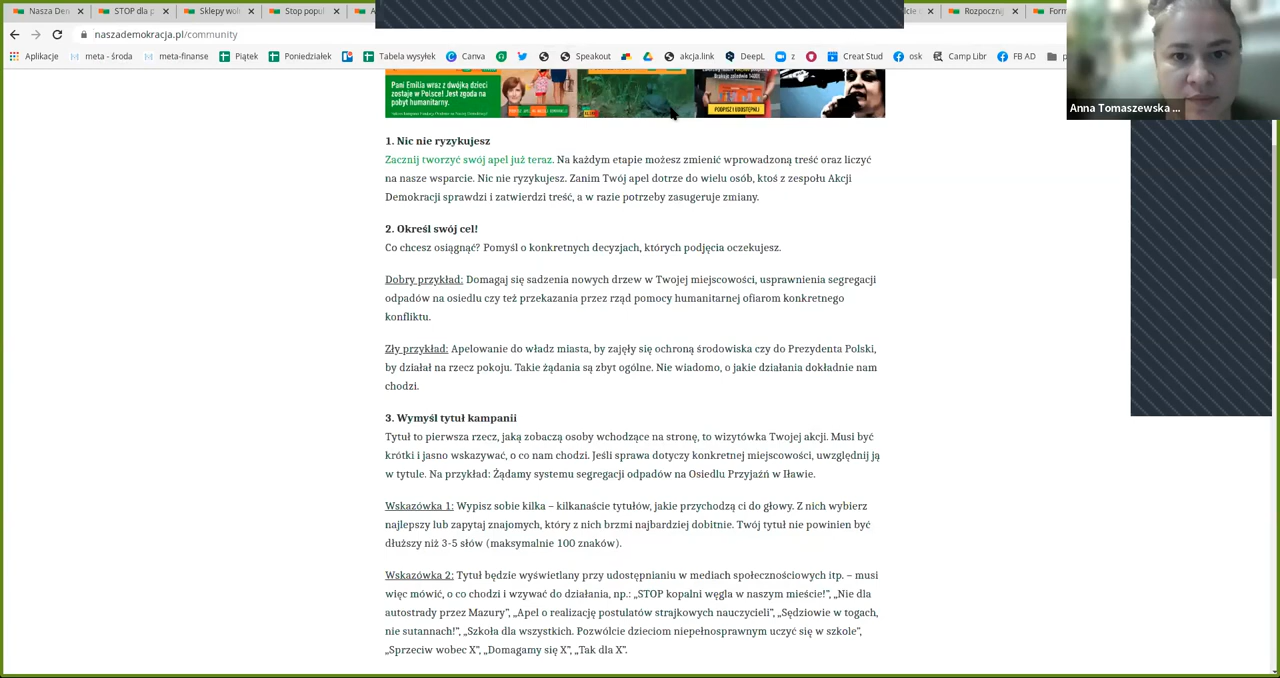 Nasza Den
STOP dla p
Sklepy wol
Stop popul
Rozpocznij
Form
naszademokracja.pl/community
Aplikacje meta - środa meta-finanse Piątek Poniedziałek Tabela wysyłek Canva Speakout akcja.link DeepL z Creat Stud osk Camp Libr FB AD p
Anna Tomaszewska ...
Pani Emilia wraz z dwójką dzieci
zostaje w Polsce! Jest zgoda na
pobyt humanitarny.
PODPISZ I UDOSTĘPNIJ
1. Nic nie ryzykujesz
Zacznij tworzyć swój apel już teraz. Na każdym etapie możesz zmienić wprowadzoną treść oraz liczyć
na nasze wsparcie. Nic nie ryzykujesz. Zanim Twój apel dotrze do wielu osób, ktoś z zespołu Akcji
Demokracji sprawdzi i zatwierdzi treść, a w razie potrzeby zasugeruje zmiany.
2. Określ swój cel!
Co chcesz osiągnąć? Pomyśl o konkretnych decyzjach, których podjęcia oczekujesz.
Dobry przykład: Domagaj się sadzenia nowych drzew w Twojej miejscowości, usprawnienia segregacji
odpadów na osiedlu czy też przekazania przez rząd pomocy humanitarnej ofiarom konkretnego
konfliktu.
Zły przykład: Apelowanie do władz miasta, by zajęły się ochroną środowiska czy do Prezydenta Polski,
by działał na rzecz pokoju. Takie żądania są zbyt ogólne. Nie wiadomo, o jakie działania dokładnie nam
chodzi.
3. Wymyśl tytuł kampanii
Tytuł to pierwsza rzecz, jaką zobaczą osoby wchodzące na stronę, to wizytówka Twojej akcji. Musi być
krótki i jasno wskazywać, o co nam chodzi. Jeśli sprawa dotyczy konkretnej miejscowości, uwzględnij ją
w tytule. Na przykład: Żądamy systemu segregacji odpadów na Osiedlu Przyjaźń w Iławie.
Wskazówka 1: Wypisz sobie kilka – kilkanaście tytułów, jakie przychodzą ci do głowy. Z nich wybierz
najlepszy lub zapytaj znajomych, który z nich brzmi najbardziej dobitnie. Twój tytuł nie powinien być
dłuższy niż 3-5 słów (maksymalnie 100 znaków).
Wskazówka 2: Tytuł będzie wyświetlany przy udostępnianiu w mediach społecznościowych itp. – musi
więc mówić, o co chodzi i wzywać do działania, np.: „STOP kopalni węgla w naszym mieście!”, „Nie dla
autostrady przez Mazury”, „Apel o realizację postulatów strajkowych nauczycieli”, „Sędziowie w togach,
nie sutannach!”, „Szkoła dla wszystkich. Pozwólcie dzieciom niepełnosprawnym uczyć się w szkole”,
„Sprzeciw wobec X”, „Domagamy się X”, „Tak dla X”.